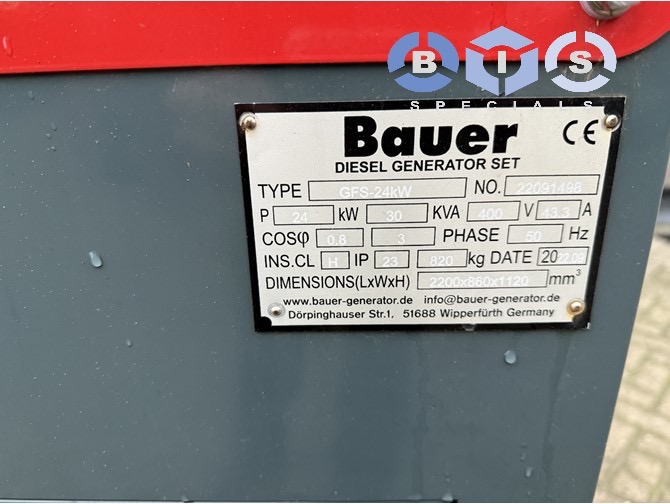 BIS
SPECIALS
Bauer CE
DIESEL GENERATOR SET
TYPE GFS-24kW NO. 22091498
P 24 kW 30 KVA 400 V 43.3 A
COSφ 0.8 3 PHASE 50 Hz
INS.CL H IP 23 820 kg DATE 2022.09
DIMENSIONS(LxWxH) 2200x860x1120 mm³
www.bauer-generator.de info@bauer-generator.de
Dörpinghauser Str.1, 51688 Wipperfürth Germany